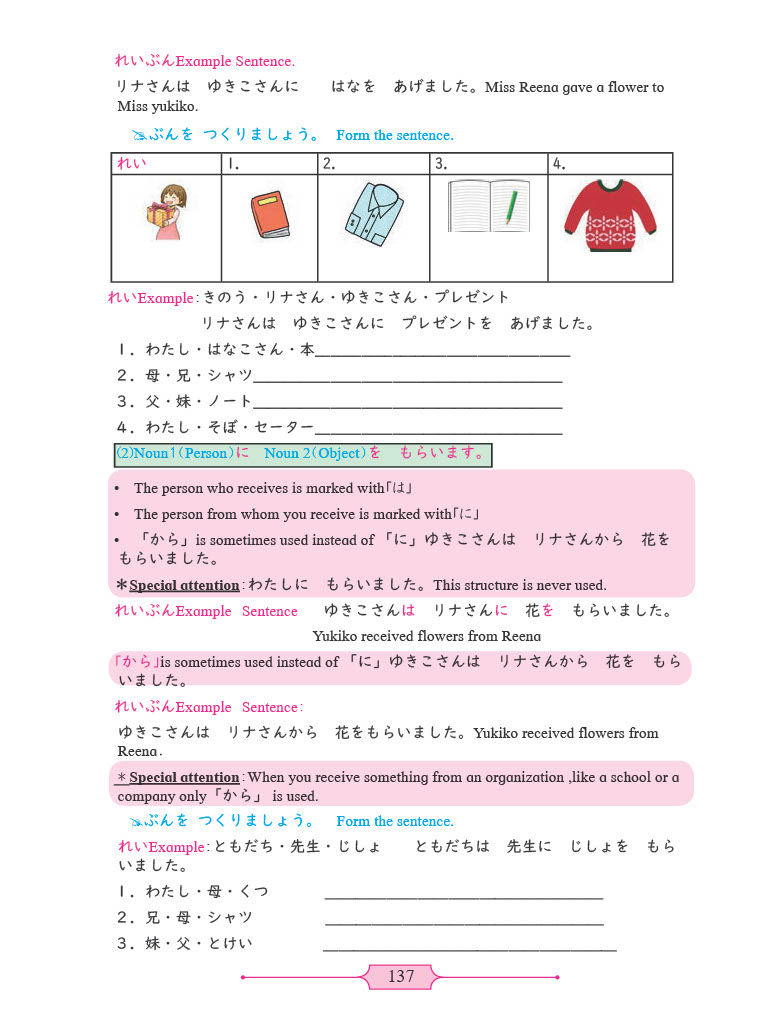 れいぶんExample Sentence.
リナさんは　ゆきこさんに　　はなを　あげました。Miss Reena gave a flower to
Miss yukiko.
ぶんを つくりましょう。　Form the sentence.
れい　1.　2.　3.　4.
れいExample：きのう・リナさん・ゆきこさん・プレゼント
リナさんは　ゆきこさんに　プレゼントを　あげました。
１．わたし・はなこさん・本________________________________
２．母・兄・シャツ________________________________
３．父・妹・ノート________________________________
４．わたし・そぼ・セーター________________________________
(2)Noun1(Person)に　Noun 2(Object)を　もらいます。
•　The person who receives is marked with「は」
•　The person from whom you receive is marked with「に」
•　「から」is sometimes used instead of 「に」ゆきこさんは　リナさんから　花を
もらいました。
＊Special attention：わたしに　もらいました。This structure is never used.
れいぶんExample Sentence　　ゆきこさんは　リナさんに　花を　もらいました。
Yukiko received flowers from Reena
「から」is sometimes used instead of 「に」ゆきこさんは　リナさんから　花を　もら
いました。
れいぶんExample Sentence：
ゆきこさんは　リナさんから　花をもらいました。Yukiko received flowers from
Reena.
＊Special attention：When you receive something from an organization ,like a school or a
company only「から」 is used.
ぶんを つくりましょう。　Form the sentence.
れいExample：ともだち・先生・じしょ　　ともだちは　先生に　じしょを　もら
いました。
１．わたし・母・くつ　________________________________
２．兄・母・シャツ　________________________________
３．妹・父・とけい　________________________________
137